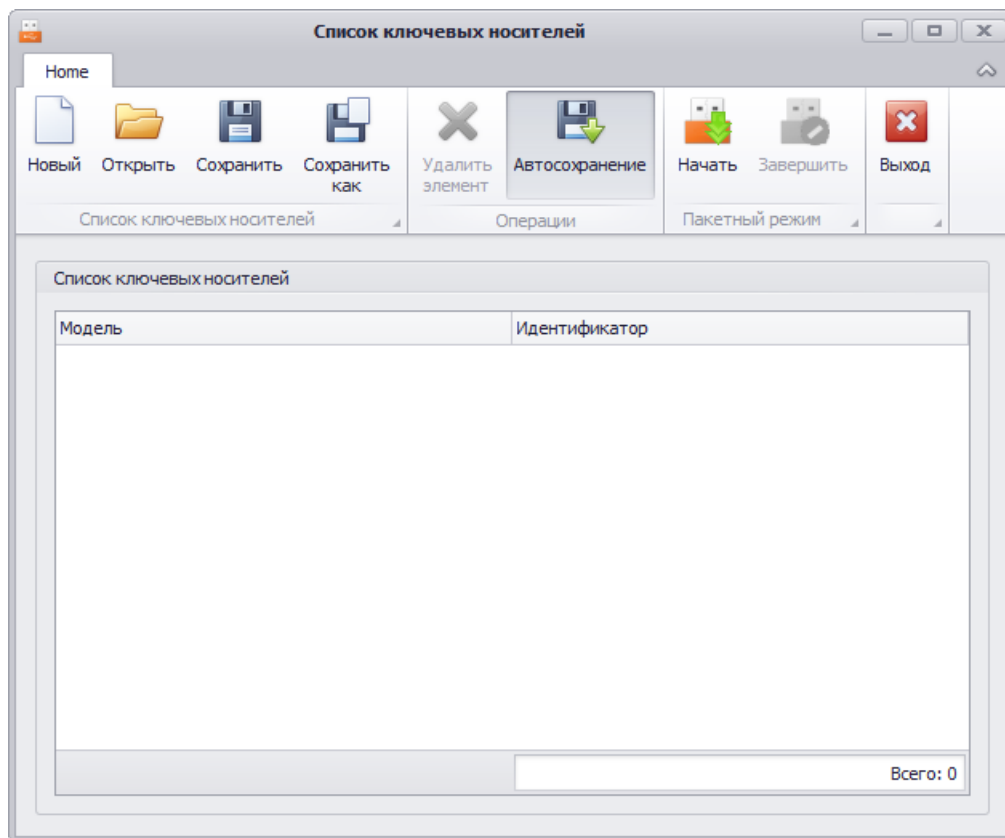 Список ключевых носителей
Home
Новый
Открыть
Сохранить
Сохранить
как
Удалить
элемент
Автосохранение
Начать
Завершить
Выход
Список ключевых носителей
Операции
Пакетный режим
Список ключевых носителей
Модель
Идентификатор
Всего: 0